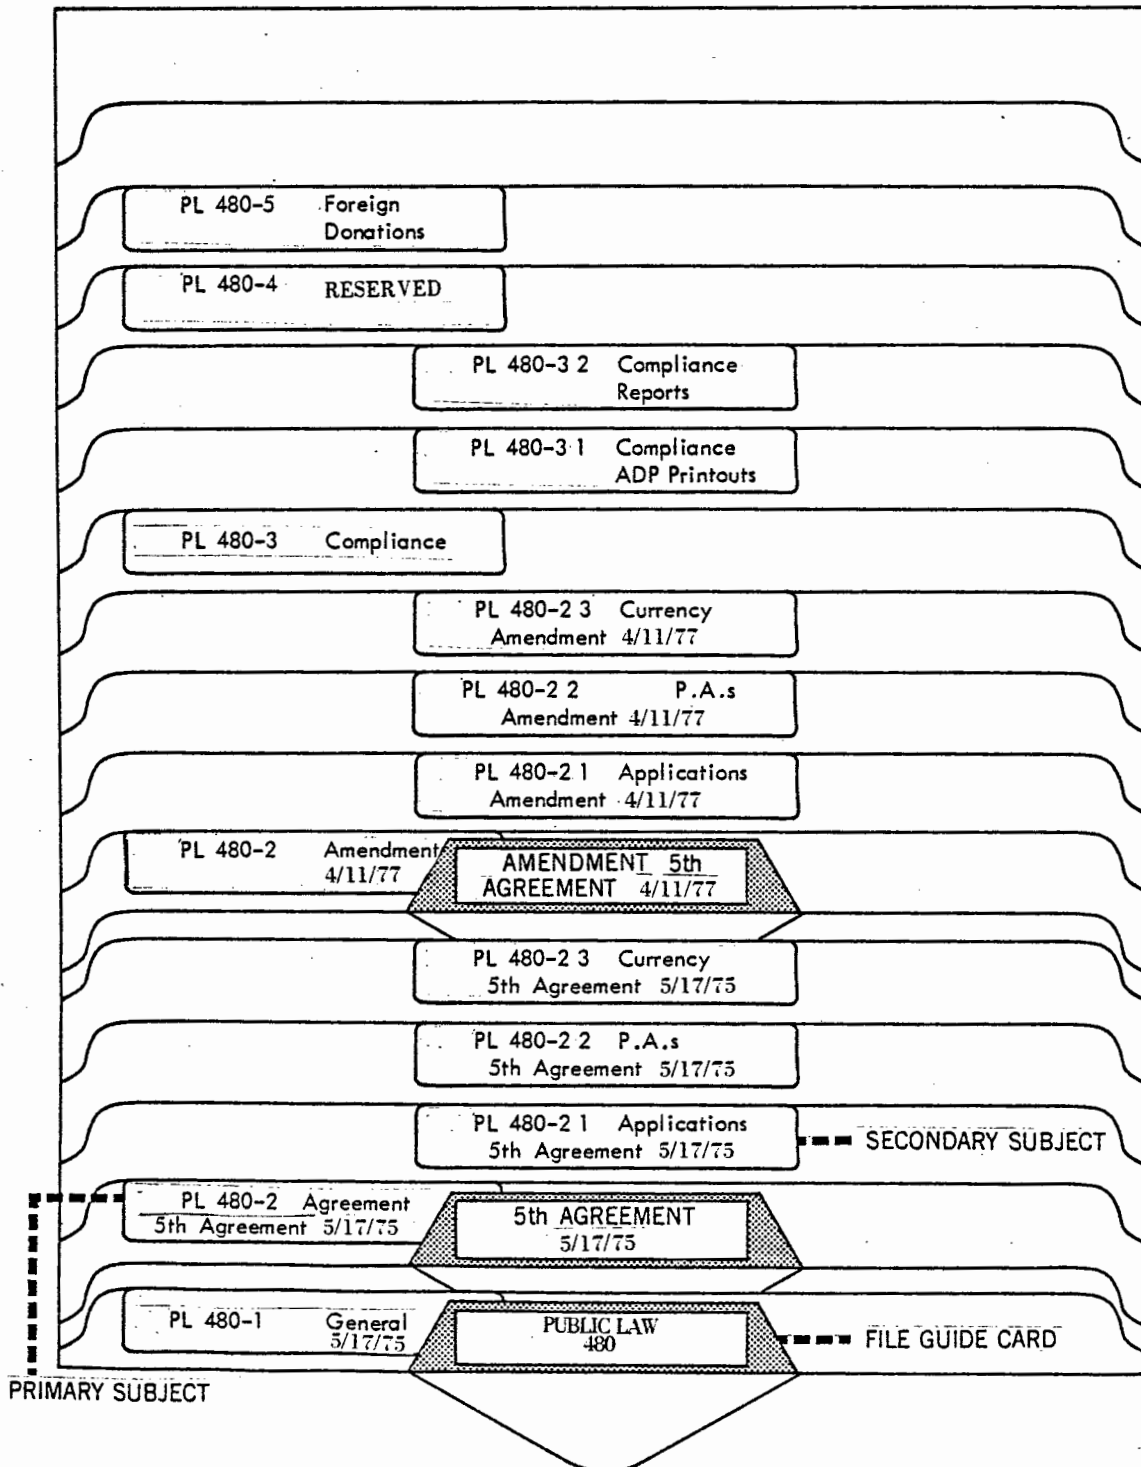 PL 480-5 Foreign
Donations
PL 480-4 RESERVED
PL 480-3 2 Compliance
Reports
PL 480-3 1 Compliance
ADP Printouts
PL 480-3 Compliance
PL 480-2 3 Currency
Amendment 4/11/77
PL 480-2 2 P.A.s
Amendment 4/11/77
PL 480-2 1 Applications
Amendment 4/11/77
PL 480-2 Amendment
4/11/77
AMENDMENT 5th
AGREEMENT 4/11/77
PL 480-2 3 Currency
5th Agreement 5/17/75
PL 480-2 2 P.A.s
5th Agreement 5/17/75
PL 480-2 1 Applications
5th Agreement 5/17/75
SECONDARY SUBJECT
PL 480-2 Agreement
5th Agreement 5/17/75
5th AGREEMENT
5/17/75
PL 480-1 General
5/17/75
PUBLIC LAW
480
FILE GUIDE CARD
PRIMARY SUBJECT